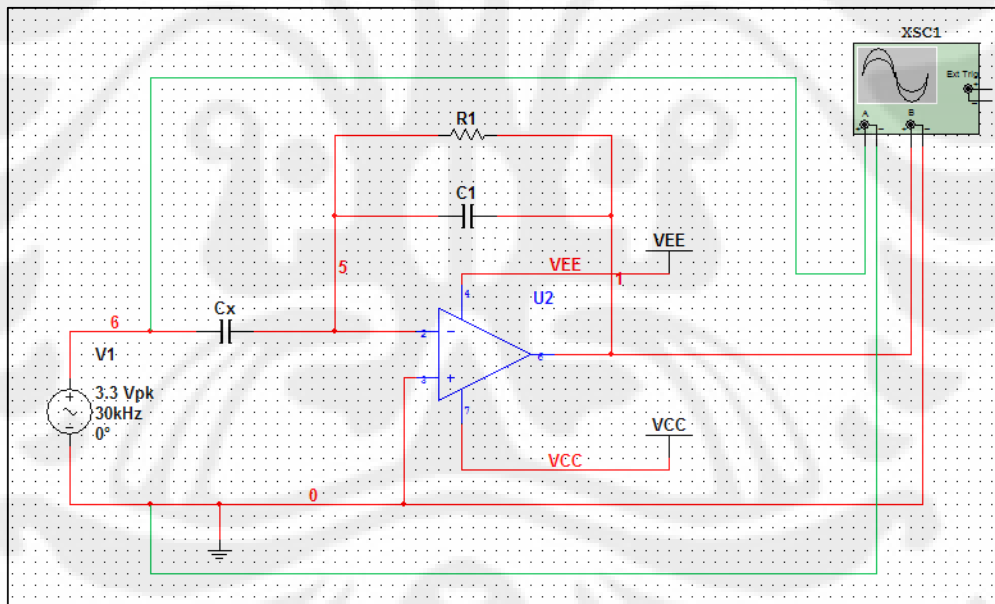 XSC1
Ext Trig
+
-
A
B
+ - + -
R1
C1
VEE
VEE
5
1
4
U2
Cx
6
2
-
6
V1
3
+
+
3.3 Vpk
30kHz
0°
-
7
VCC
VCC
0